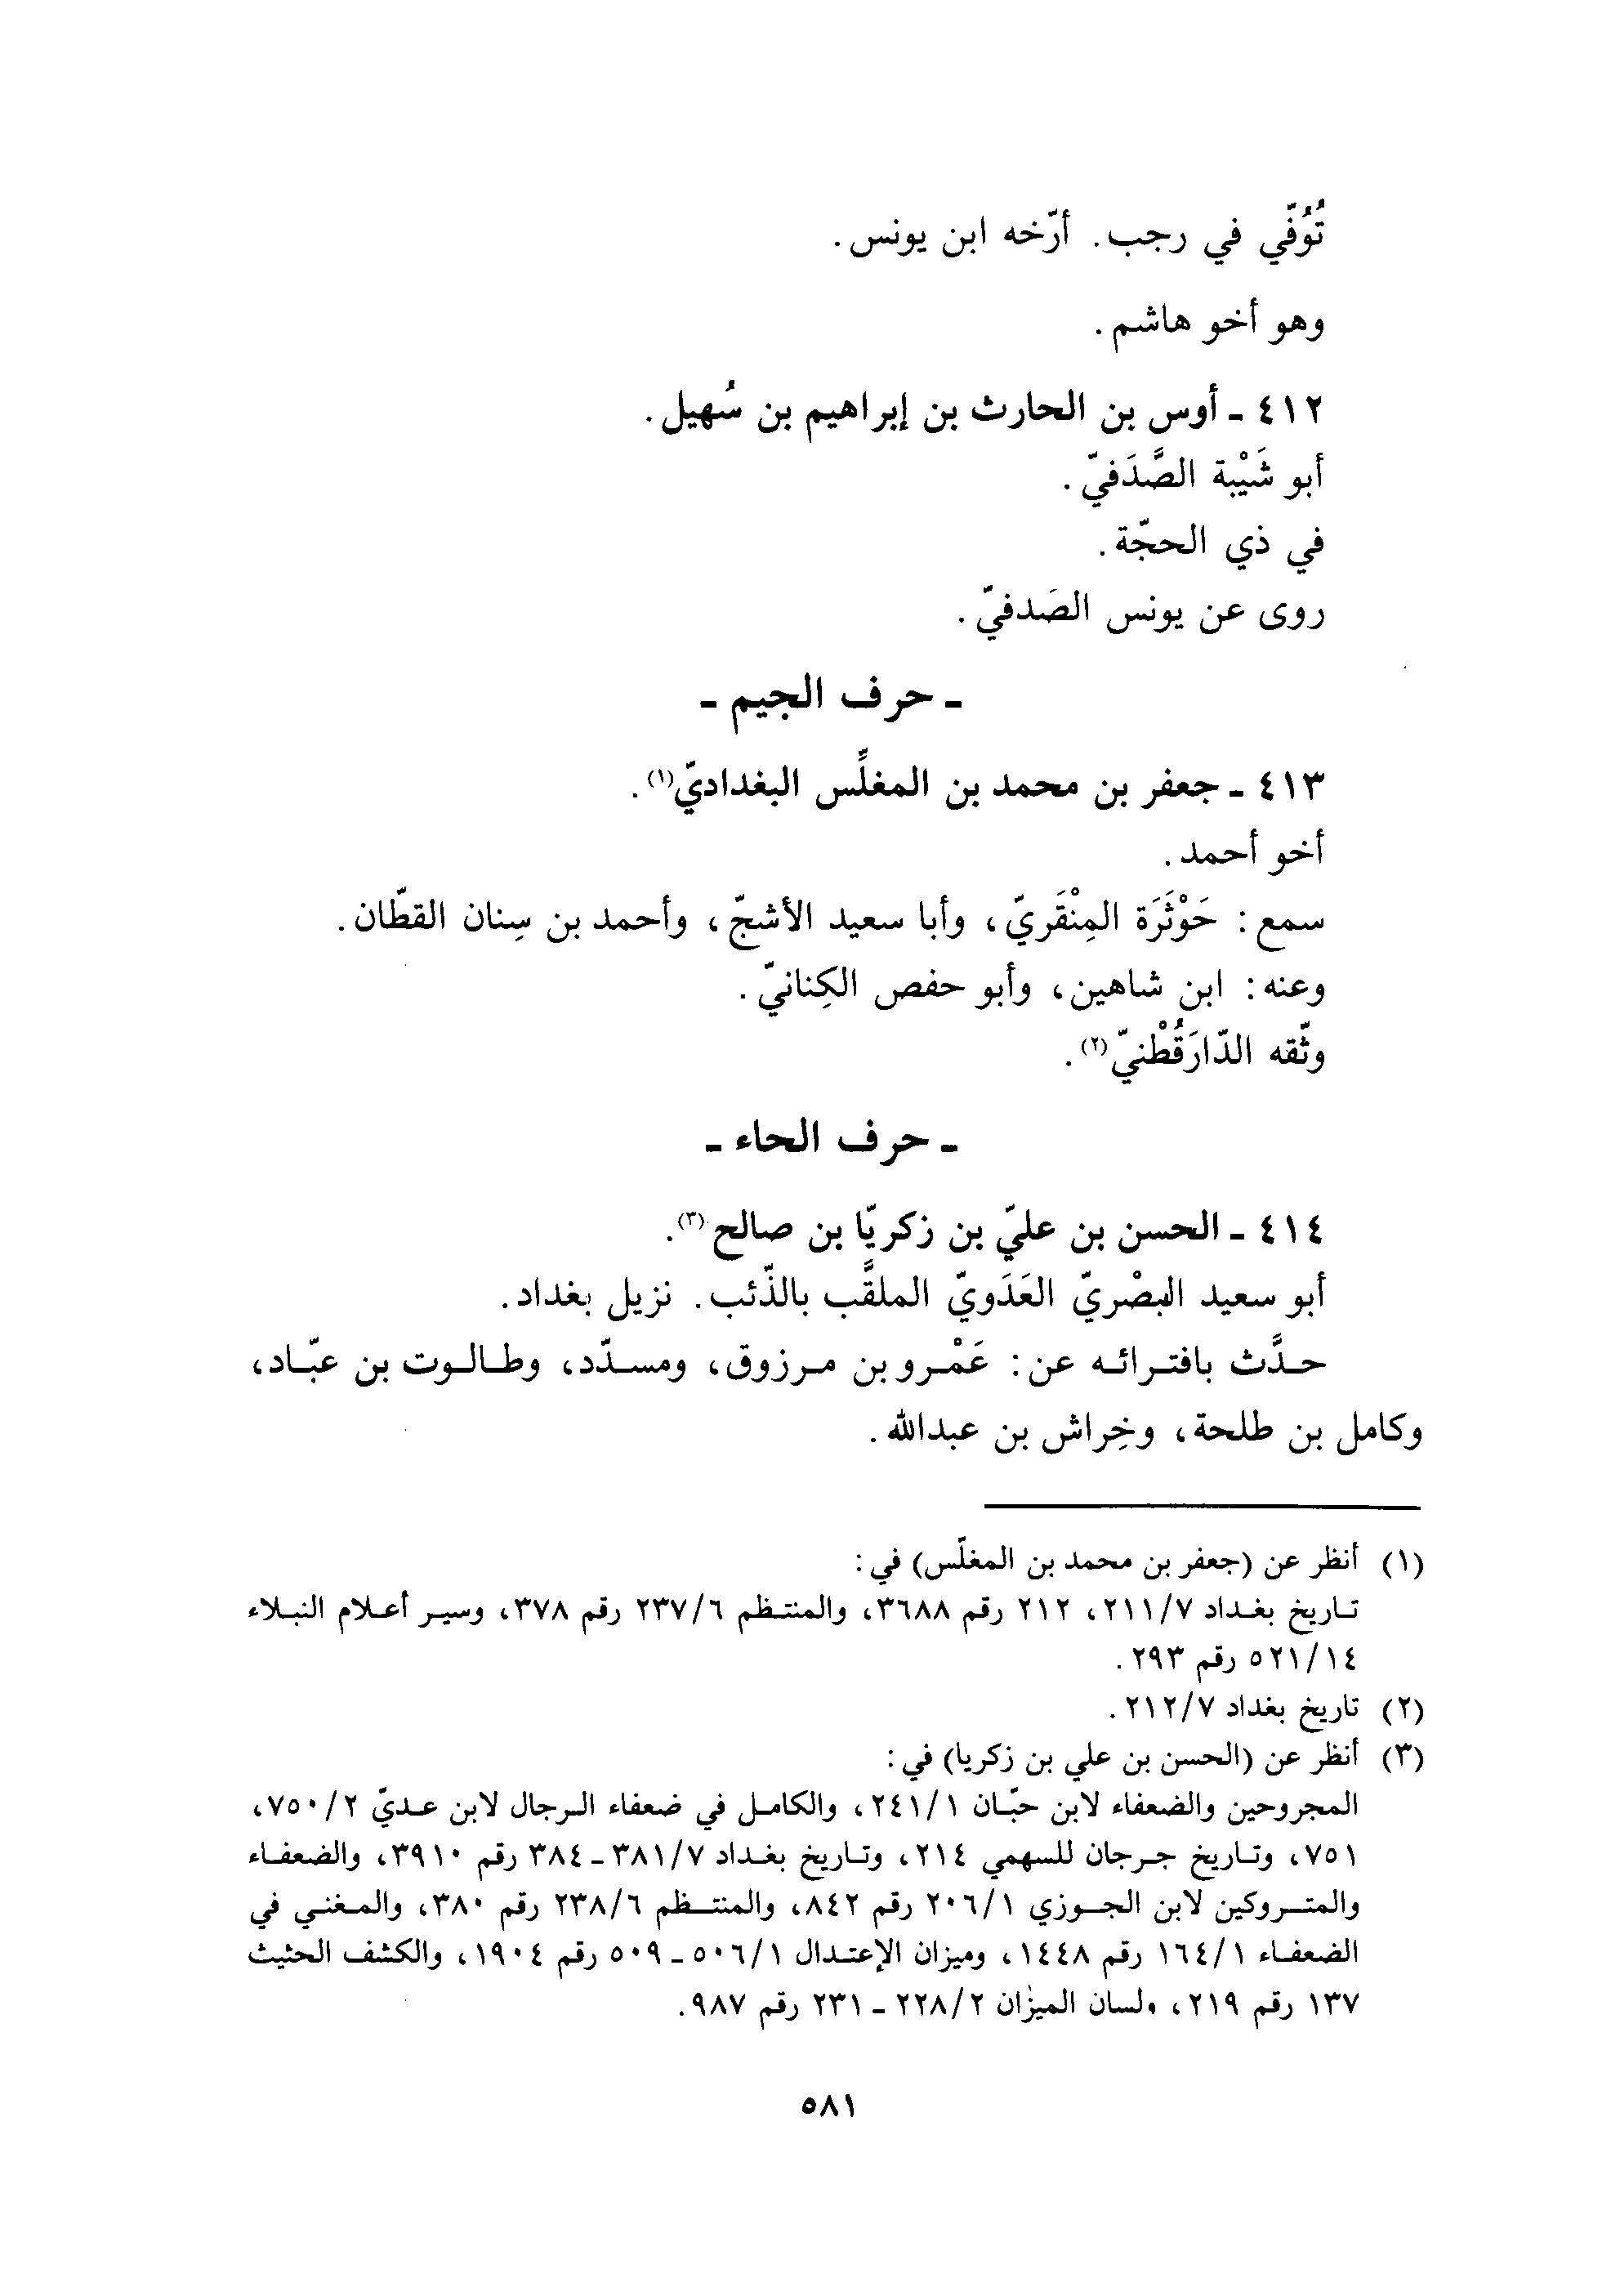 تُوُفّي في رجب. أرّخه ابن يونس.
وهو أخو هاشم.
٤١٢ ـ أوس بن الحارث بن إبراهيم بن سُهيل.
أبو شَيْبة الصَّدَفيّ.
في ذي الحجّة.
روى عن يونس الصَدفيّ.
ـ حرف الجيم ـ
٤١٣ ـ جعفر بن محمد بن المغلِّس البغداديّ(١).
أخو أحمد.
سمع: حَوْثَرَة المِنْقَريّ، وأبا سعيد الأشجّ، وأحمد بن سِنان القطّان.
وعنه: ابن شاهين، وأبو حفص الكِنانيّ.
وثّقه الدّارَقُطْنيّ(٢).
ـ حرف الحاء ـ
٤١٤ ـ الحسن بن عليّ بن زكريّا بن صالح(٣).
أبو سعيد البصْريّ العَدَويّ الملقَّب بالذّئب. نزيل بغداد.
حدَّث بافترائه عن: عَمْرو بن مرزوق، ومسدّد، وطالوت بن عبّاد،
وكامل بن طلحة، وخِراش بن عبدالله.
(١) أنظر عن (جعفر بن محمد بن المغلّس) في:
تاريخ بغداد ٢١١/٧، ٢١٢ رقم ٣٦٨٨، والمنتظم ٢٣٧/٦ رقم ٣٧٨، وسير أعلام النبلاء
٥٢١/١٤ رقم ٢٩٣.
(٢) تاريخ بغداد ٢١٢/٧.
(٣) أنظر عن (الحسن بن علي بن زكريا) في:
المجروحين والضعفاء لابن حبّان ٢٤١/١، والكامل في ضعفاء الرجال لابن عديّ ٧٥٠/٢،
٧٥١، وتاريخ جرجان للسهمي ٢١٤، وتاريخ بغداد ٣٨١/٧ ـ ٣٨٤ رقم ٣٩١٠، والضعفاء
والمتروكين لابن الجوزي ٢٠٦/١ رقم ٨٤٢، والمنتظم ٢٣٨/٦ رقم ٣٨٠، والمغني في
الضعفاء ١٦٤/١ رقم ١٤٤٨، وميزان الإعتدال ٥٠٦/١ ـ ٥٠٩ رقم ١٩٠٤، والكشف الحثيث
١٣٧ رقم ٢١٩، ولسان الميزان ٢٢٨/٢ ـ ٢٣١ رقم ٩٨٧.
٥٨١